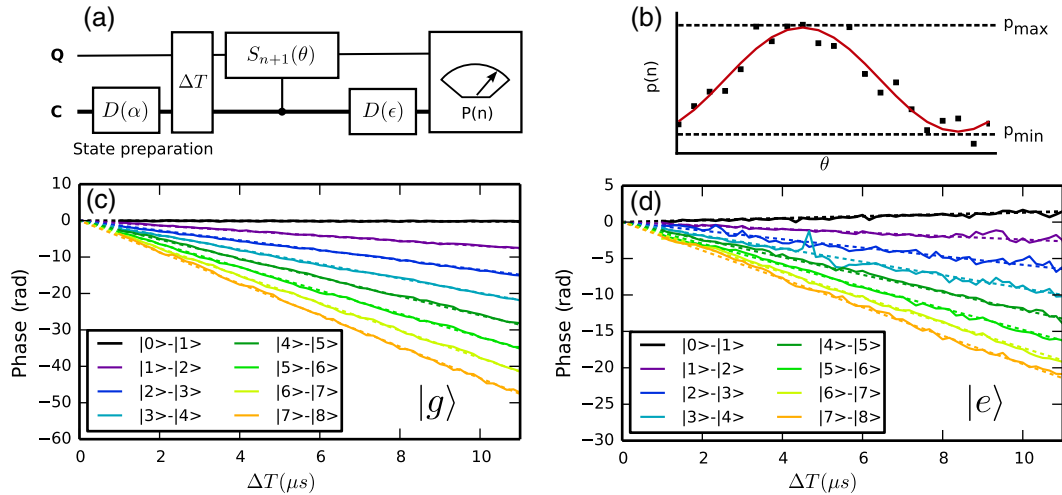 (a)
Q
C
D(α)
ΔT
S_{n+1}(θ)
D(ϵ)
P(n)
State preparation
(b)
p(n)
θ
p_max
p_min
(c)
Phase (rad)
10
0
−10
−20
−30
−40
−50
−60
0 2 4 6 8 10
ΔT(μs)
|0>-|1> |4>-|5>
|1>-|2> |5>-|6>
|2>-|3> |6>-|7>
|3>-|4> |7>-|8>
|g⟩
(d)
Phase (rad)
5
0
−5
−10
−15
−20
−25
−30
0 2 4 6 8 10
ΔT(μs)
|0>-|1> |4>-|5>
|1>-|2> |5>-|6>
|2>-|3> |6>-|7>
|3>-|4> |7>-|8>
|e⟩